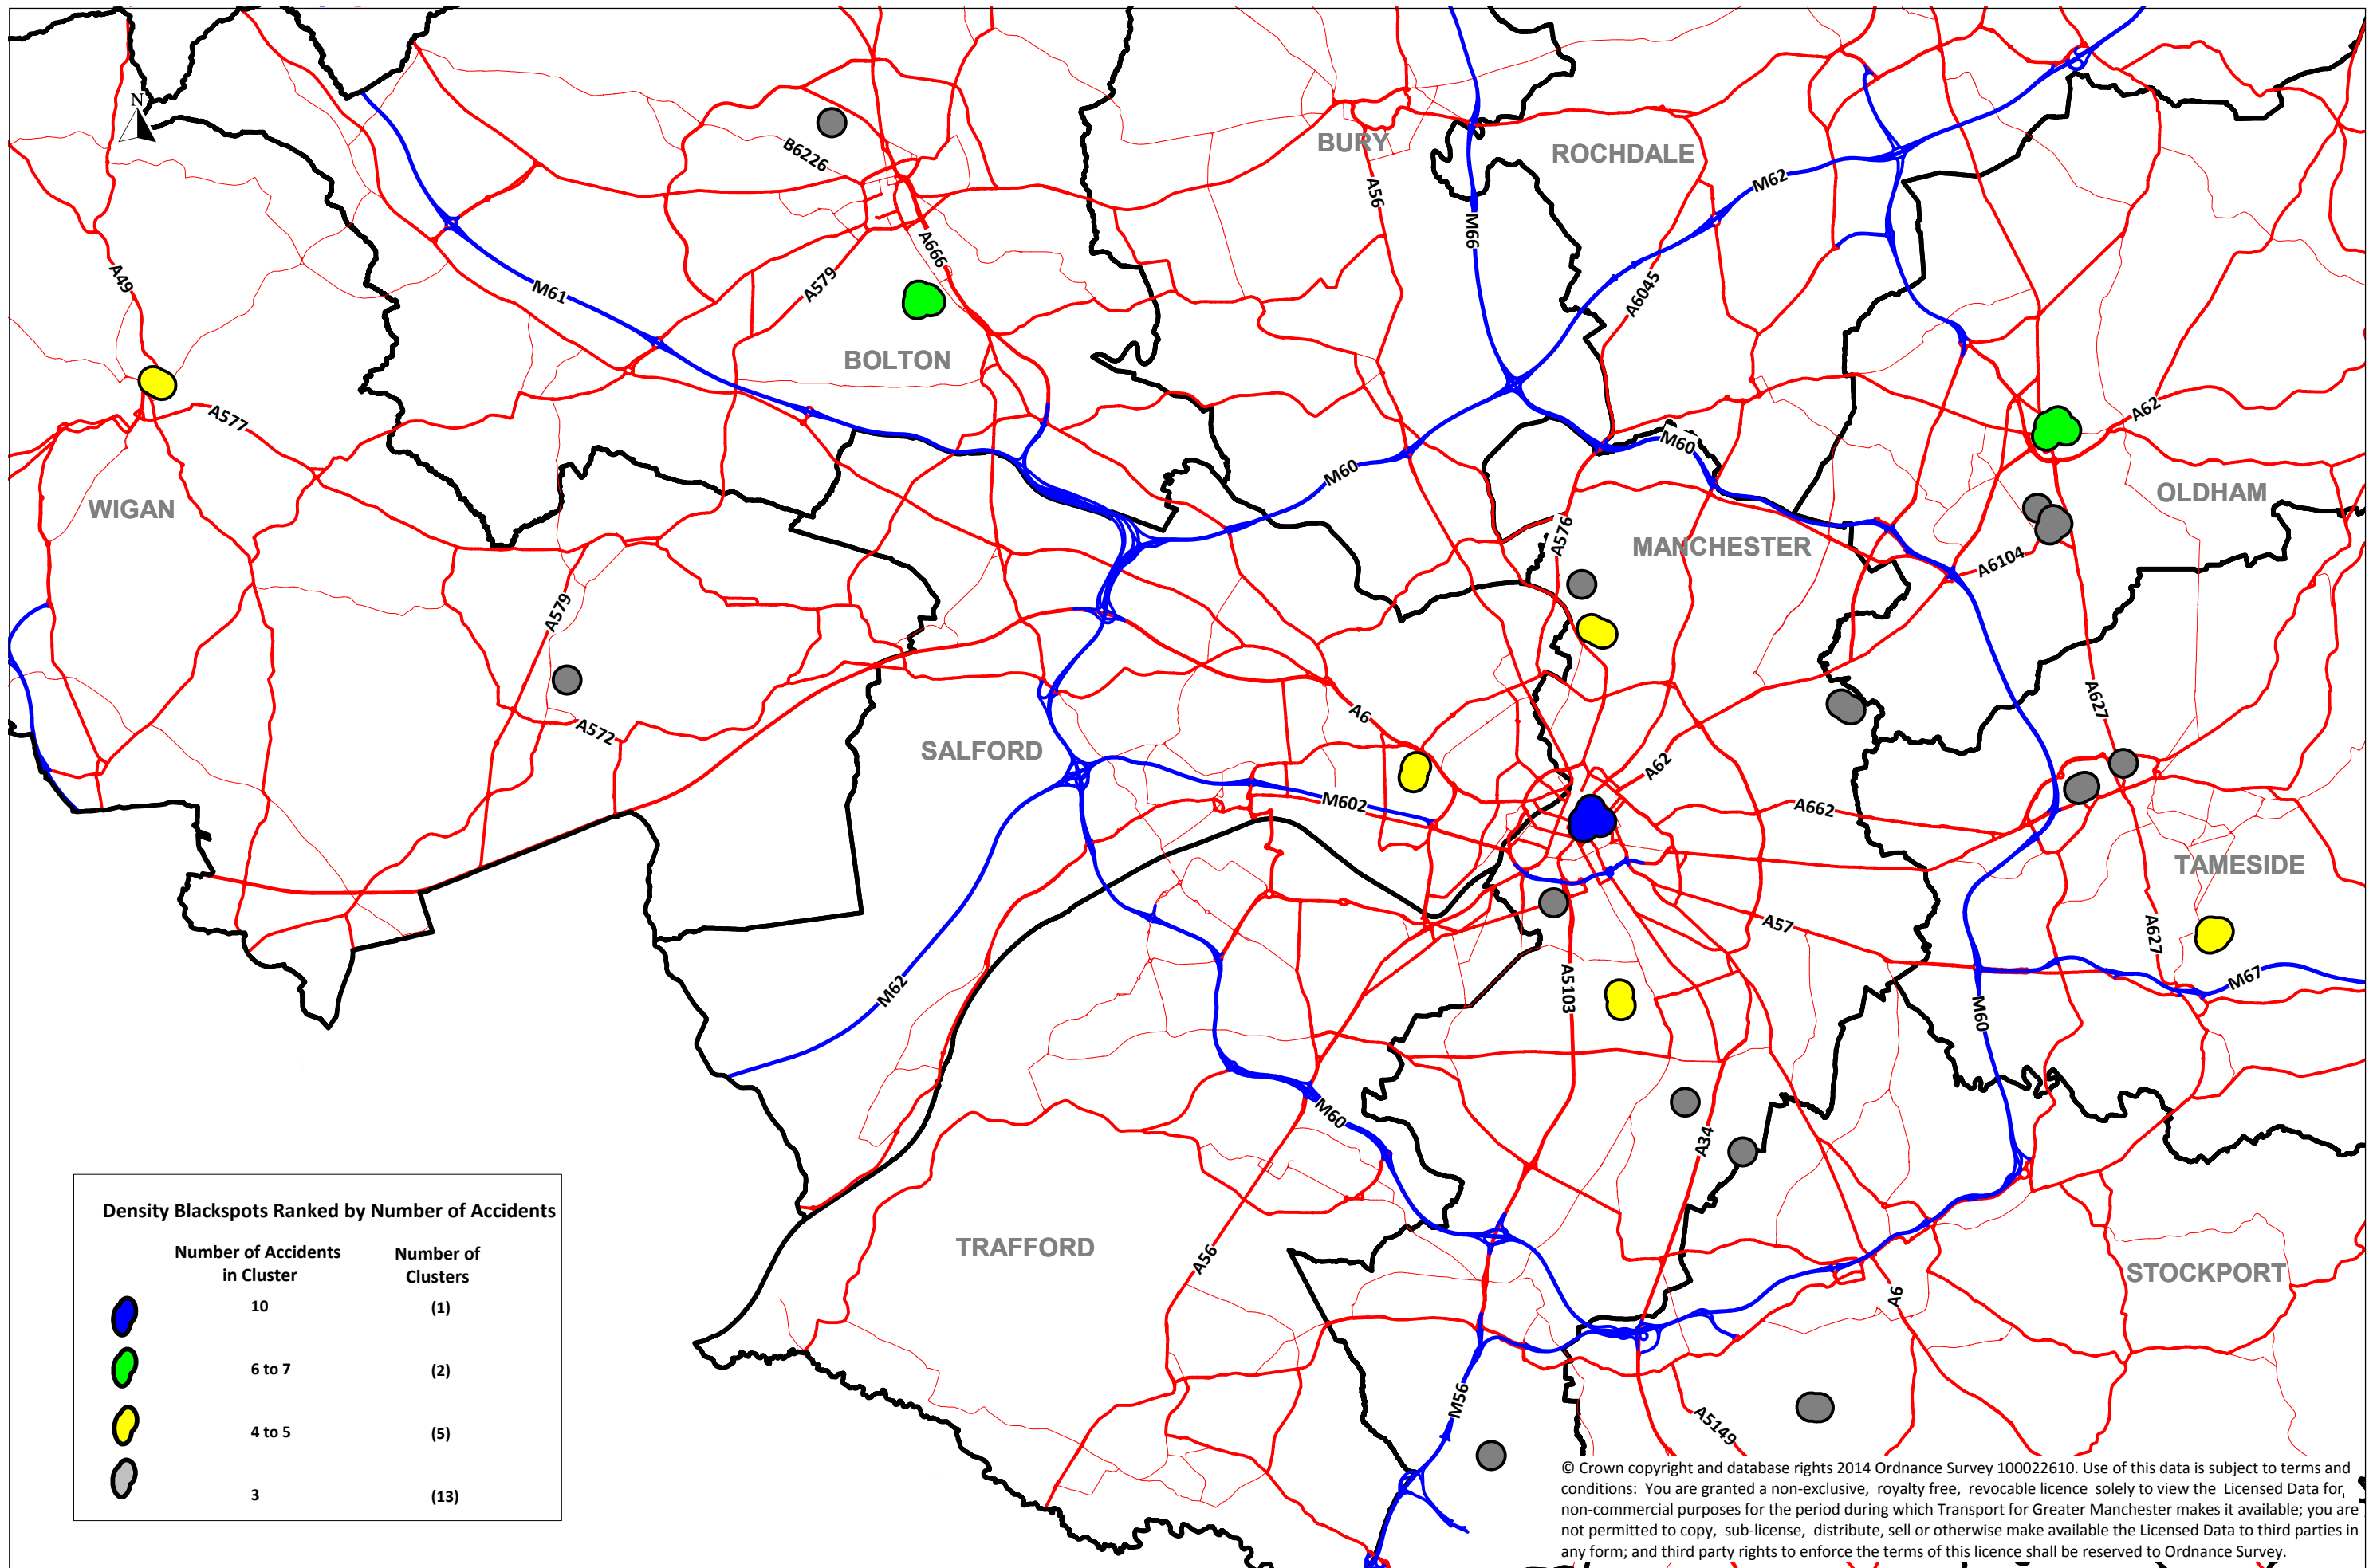 N
BURY
ROCHDALE
B6226
A56
M62
M66
A666
A49
A579
M61
A6045
BOLTON
A577
A62
M60
M60
WIGAN
OLDHAM
A576
MANCHESTER
A6104
A579
A627
A572
A6
SALFORD
A62
M602
A662
TAMESIDE
A57
A627
M62
A5103
M67
M60
M60
A34
TRAFFORD
A56
STOCKPORT
A6
M56
A5149
Density Blackspots Ranked by Number of Accidents
Number of Accidents in Cluster
Number of Clusters
10 (1)
6 to 7 (2)
4 to 5 (5)
3 (13)
© Crown copyright and database rights 2014 Ordnance Survey 100022610. Use of this data is subject to terms and
conditions: You are granted a non-exclusive, royalty free, revocable licence solely to view the Licensed Data for
non-commercial purposes for the period during which Transport for Greater Manchester makes it available; you are
not permitted to copy, sub-license, distribute, sell or otherwise make available the Licensed Data to third parties in
any form; and third party rights to enforce the terms of this licence shall be reserved to Ordnance Survey.